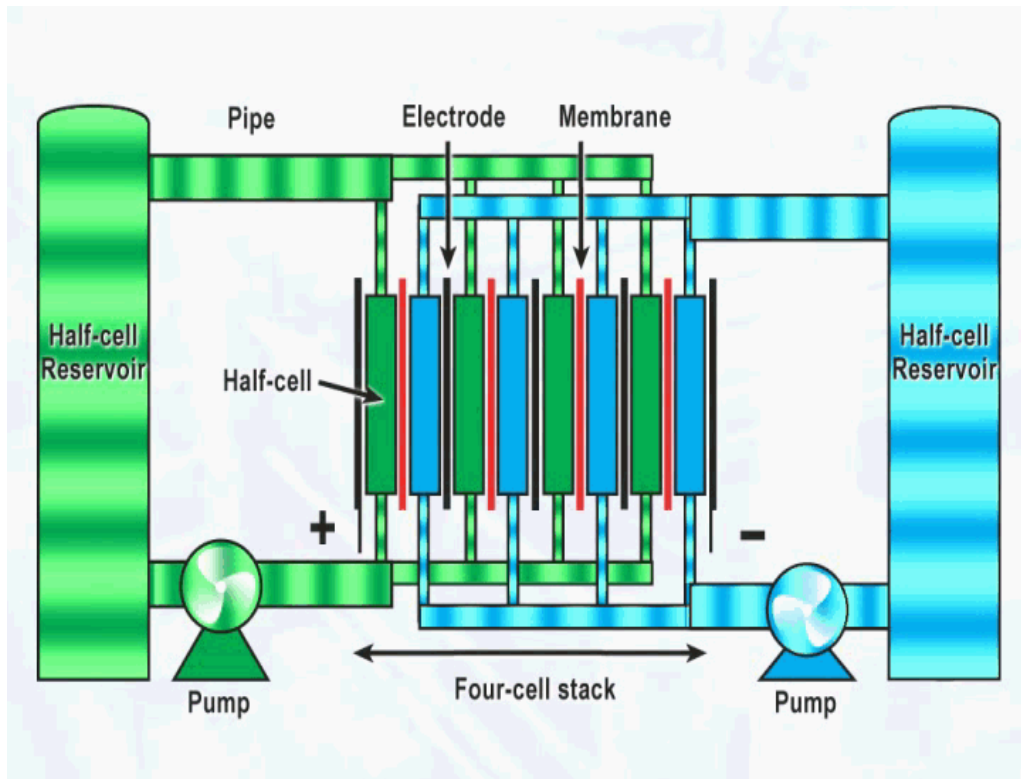 Pipe
Electrode
Membrane
Half-cell
Reservoir
Half-cell
Reservoir
Half-cell
+
-
Four-cell stack
Pump
Pump